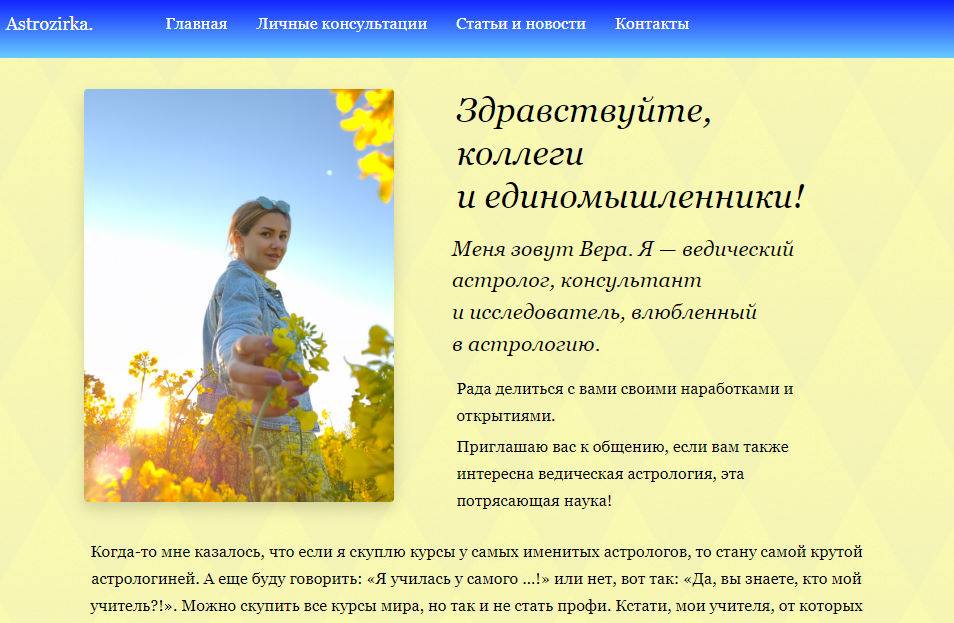 Astrozirka.
Главная
Личные консультации
Статьи и новости
Контакты
Здравствуйте,
коллеги
и единомышленники!
Меня зовут Вера. Я — ведический
астролог, консультант
и исследователь, влюбленный
в астрологию.
Рада делиться с вами своими наработками и
открытиями.
Приглашаю вас к общению, если вам также
интересна ведическая астрология, эта
потрясающая наука!
Когда-то мне казалось, что если я скуплю курсы у самых именитых астрологов, то стану самой крутой
астрологиней. А еще буду говорить: «Я училась у самого ...!» или нет, вот так: «Да, вы знаете, кто мой
учитель?!». Можно скупить все курсы мира, но так и не стать профи. Кстати, мои учителя, от которых